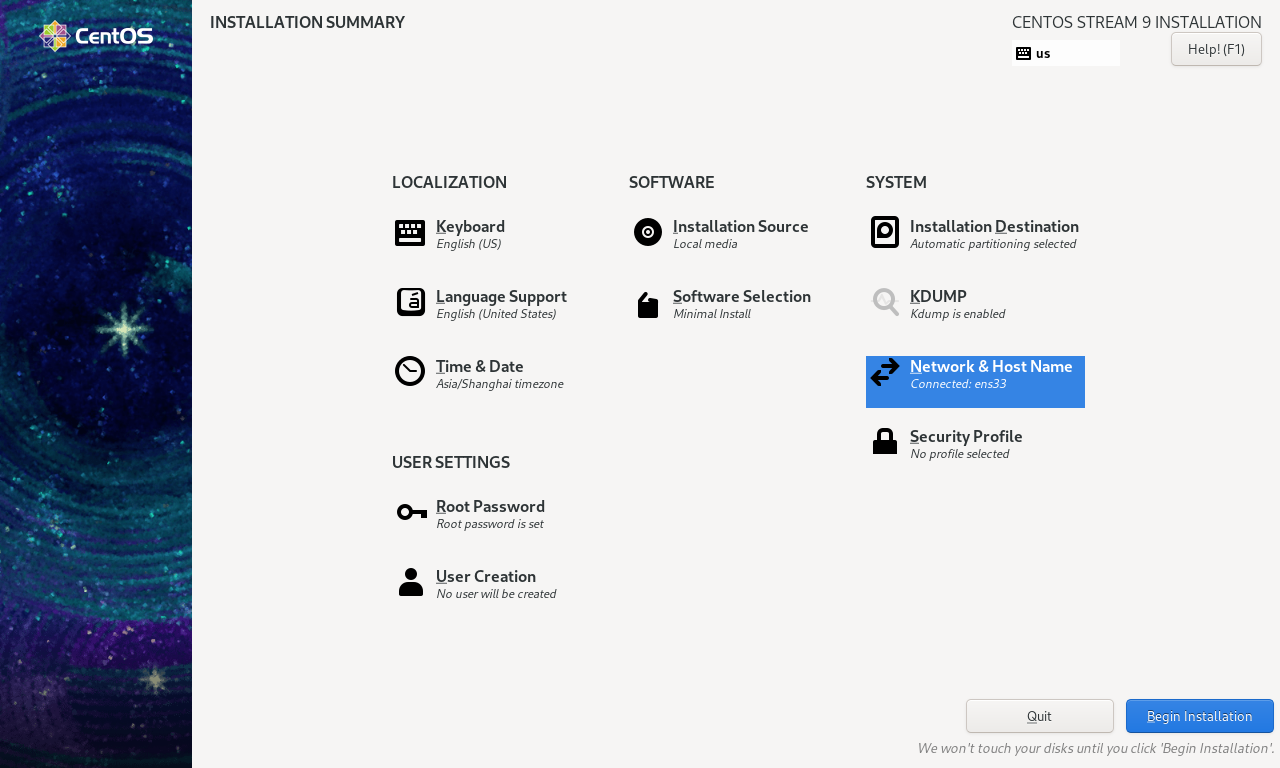 CentOS
INSTALLATION SUMMARY
CENTOS STREAM 9 INSTALLATION
us
Help! (F1)
LOCALIZATION
Keyboard
English (US)
Language Support
English (United States)
Time & Date
Asia/Shanghai timezone
SOFTWARE
Installation Source
Local media
Software Selection
Minimal Install
SYSTEM
Installation Destination
Automatic partitioning selected
KDUMP
Kdump is enabled
Network & Host Name
Connected: ens33
Security Profile
No profile selected
USER SETTINGS
Root Password
Root password is set
User Creation
No user will be created
Quit
Begin Installation
We won't touch your disks until you click 'Begin Installation'.